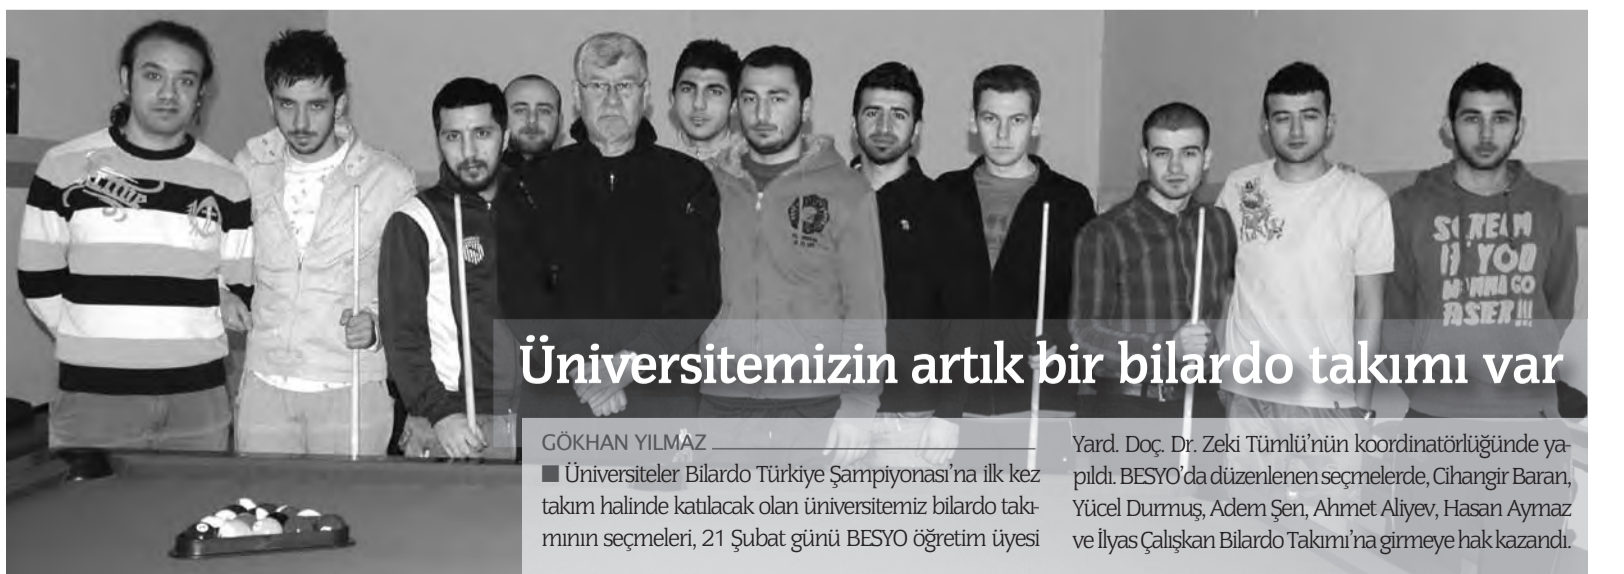 SCREAM
IF YOU
WANNA GO
FASTER!!!
Üniversitemizin artık bir bilardo takımı var
GÖKHAN YILMAZ
■ Üniversiteler Bilardo Türkiye Şampiyonası'na ilk kez
takım halinde katılacak olan üniversitemiz bilardo takı-
mının seçmeleri, 21 Şubat günü BESYO öğretim üyesi
Yard. Doç. Dr. Zeki Tümlü'nün koordinatörlüğünde ya-
pıldı. BESYO'da düzenlenen seçmelerde, Cihangir Baran,
Yücel Durmuş, Adem Şen, Ahmet Aliyev, Hasan Aymaz
ve İlyas Çalışkan Bilardo Takımı'na girmeye hak kazandı.